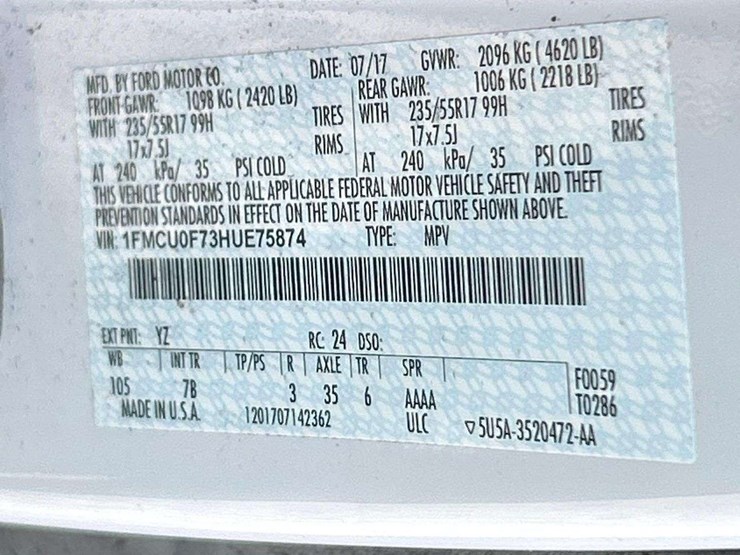 MFD. BY FORD MOTOR CO. DATE: 07/17 GVWR: 2096 KG ( 4620 LB)
FRONT GAWR: 1098 KG ( 2420 LB) REAR GAWR: 1006 KG ( 2218 LB)
WITH 235/55R17 99H TIRES WITH 235/55R17 99H TIRES
17x7.5J RIMS 17x7.5J RIMS
AT 240 kPa/ 35 PSI COLD AT 240 kPa/ 35 PSI COLD
THIS VEHICLE CONFORMS TO ALL APPLICABLE FEDERAL MOTOR VEHICLE SAFETY AND THEFT
PREVENTION STANDARDS IN EFFECT ON THE DATE OF MANUFACTURE SHOWN ABOVE.
VIN: 1FMCU0F73HUE75874 TYPE: MPV
EXT PNT: YZ RC: 24 DSO:
WB INT TR TP/PS R AXLE TR SPR F0059
105 7B 3 35 6 AAAA T0286
MADE IN U.S.A. 1201707142362 ULC ▽5U5A-3520472-AA